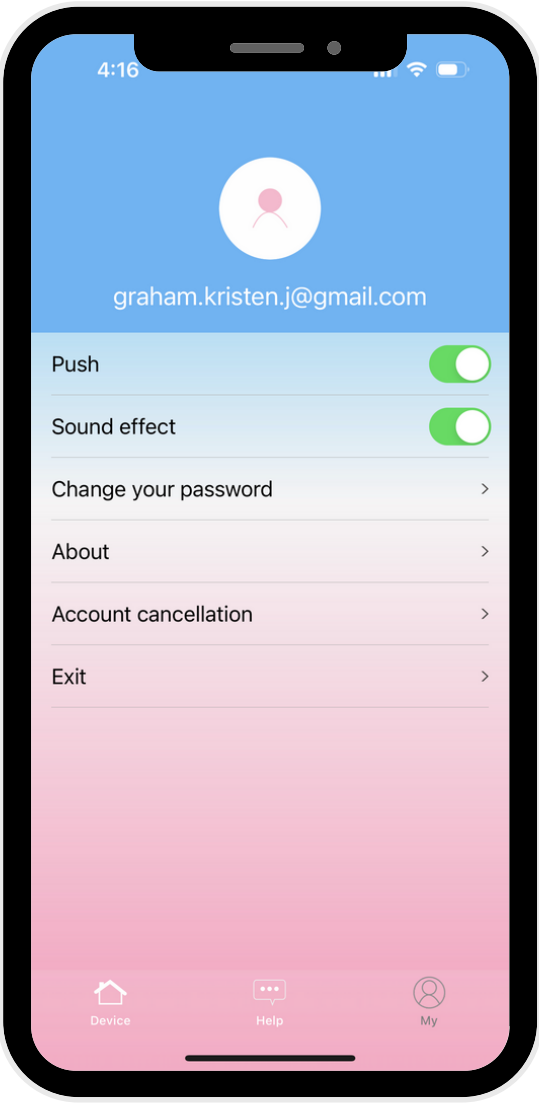 4:16
graham.kristen.j@gmail.com
Push
Sound effect
Change your password
About
Account cancellation
Exit
Device
Help
My